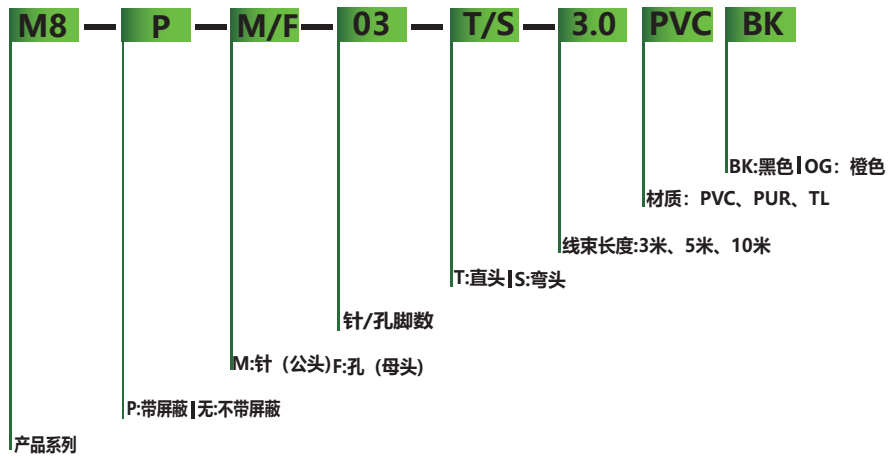 M8 — P — M/F — 03 — T/S — 3.0 PVC BK
BK:黑色|OG：橙色
材质：PVC、PUR、TL
线束长度:3米、5米、10米
T:直头|S:弯头
针/孔脚数
M:针（公头）F:孔（母头）
P:带屏蔽|无:不带屏蔽
产品系列